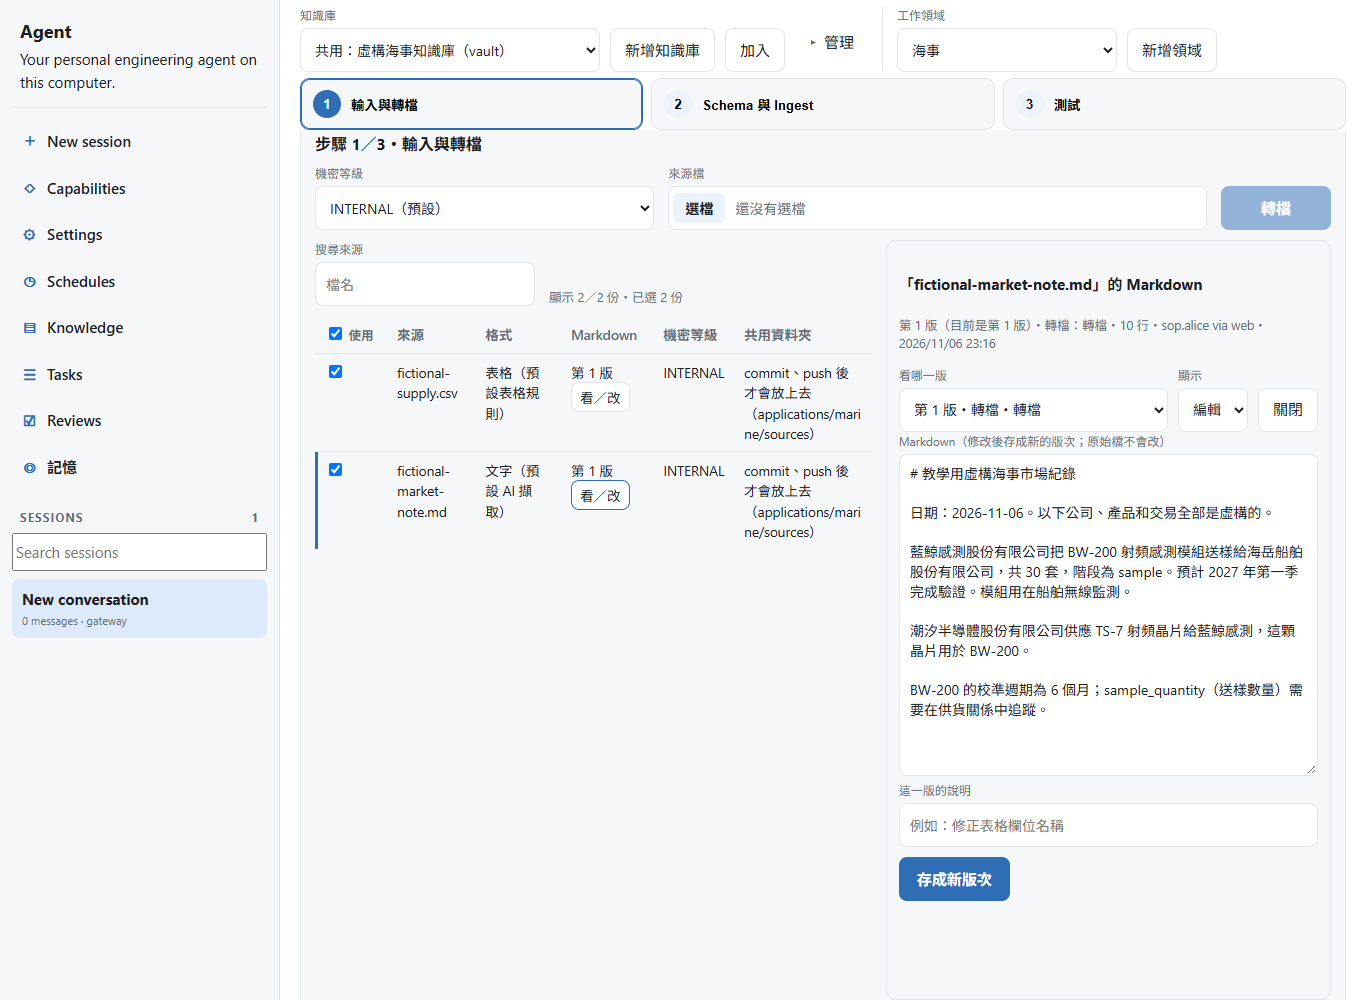 Agent
Your personal engineering agent on
this computer.
New session
Capabilities
Settings
Schedules
Knowledge
Tasks
Reviews
記憶
SESSIONS 1
Search sessions
New conversation
0 messages · gateway
知識庫
共用：虛構海事知識庫（vault）
新增知識庫
加入
管理
工作領域
海事
新增領域
1 輸入與轉檔
2 Schema 與 Ingest
3 測試
步驟 1／3・輸入與轉檔
機密等級
INTERNAL（預設）
來源檔
選檔 還沒有選檔
轉檔
搜尋來源
檔名
顯示 2／2 份・已選 2 份
使用 來源 格式 Markdown 機密等級 共用資料夾
fictional-
supply.csv
表格（預
設表格規
則）
第 1 版
看／改
INTERNAL
commit、push 後
才會放上去
（applications/mari
ne/sources）
fictional-
market-
note.md
文字（預
設 AI 擷
取）
第 1 版
看／改
INTERNAL
commit、push 後
才會放上去
（applications/mari
ne/sources）
「fictional-market-note.md」的 Markdown
第 1 版（目前是第 1 版）・轉檔：轉檔・10 行・sop.alice via web・
2026/11/06 23:16
看哪一版
第 1 版・轉檔・轉檔
顯示
編輯
關閉
Markdown（修改後存成新的版次；原始檔不會改）
# 教學用虛構海事市場紀錄
日期：2026-11-06。以下公司、產品和交易全部是虛構的。
藍鯨感測股份有限公司把 BW-200 射頻感測模組送樣給海岳船舶
股份有限公司，共 30 套，階段為 sample。預計 2027 年第一季
完成驗證。模組用在船舶無線監測。
潮汐半導體股份有限公司供應 TS-7 射頻晶片給藍鯨感測，這顆
晶片用於 BW-200。
BW-200 的校準週期為 6 個月；sample_quantity（送樣數量）需
要在供貨關係中追蹤。
這一版的說明
例如：修正表格欄位名稱
存成新版次